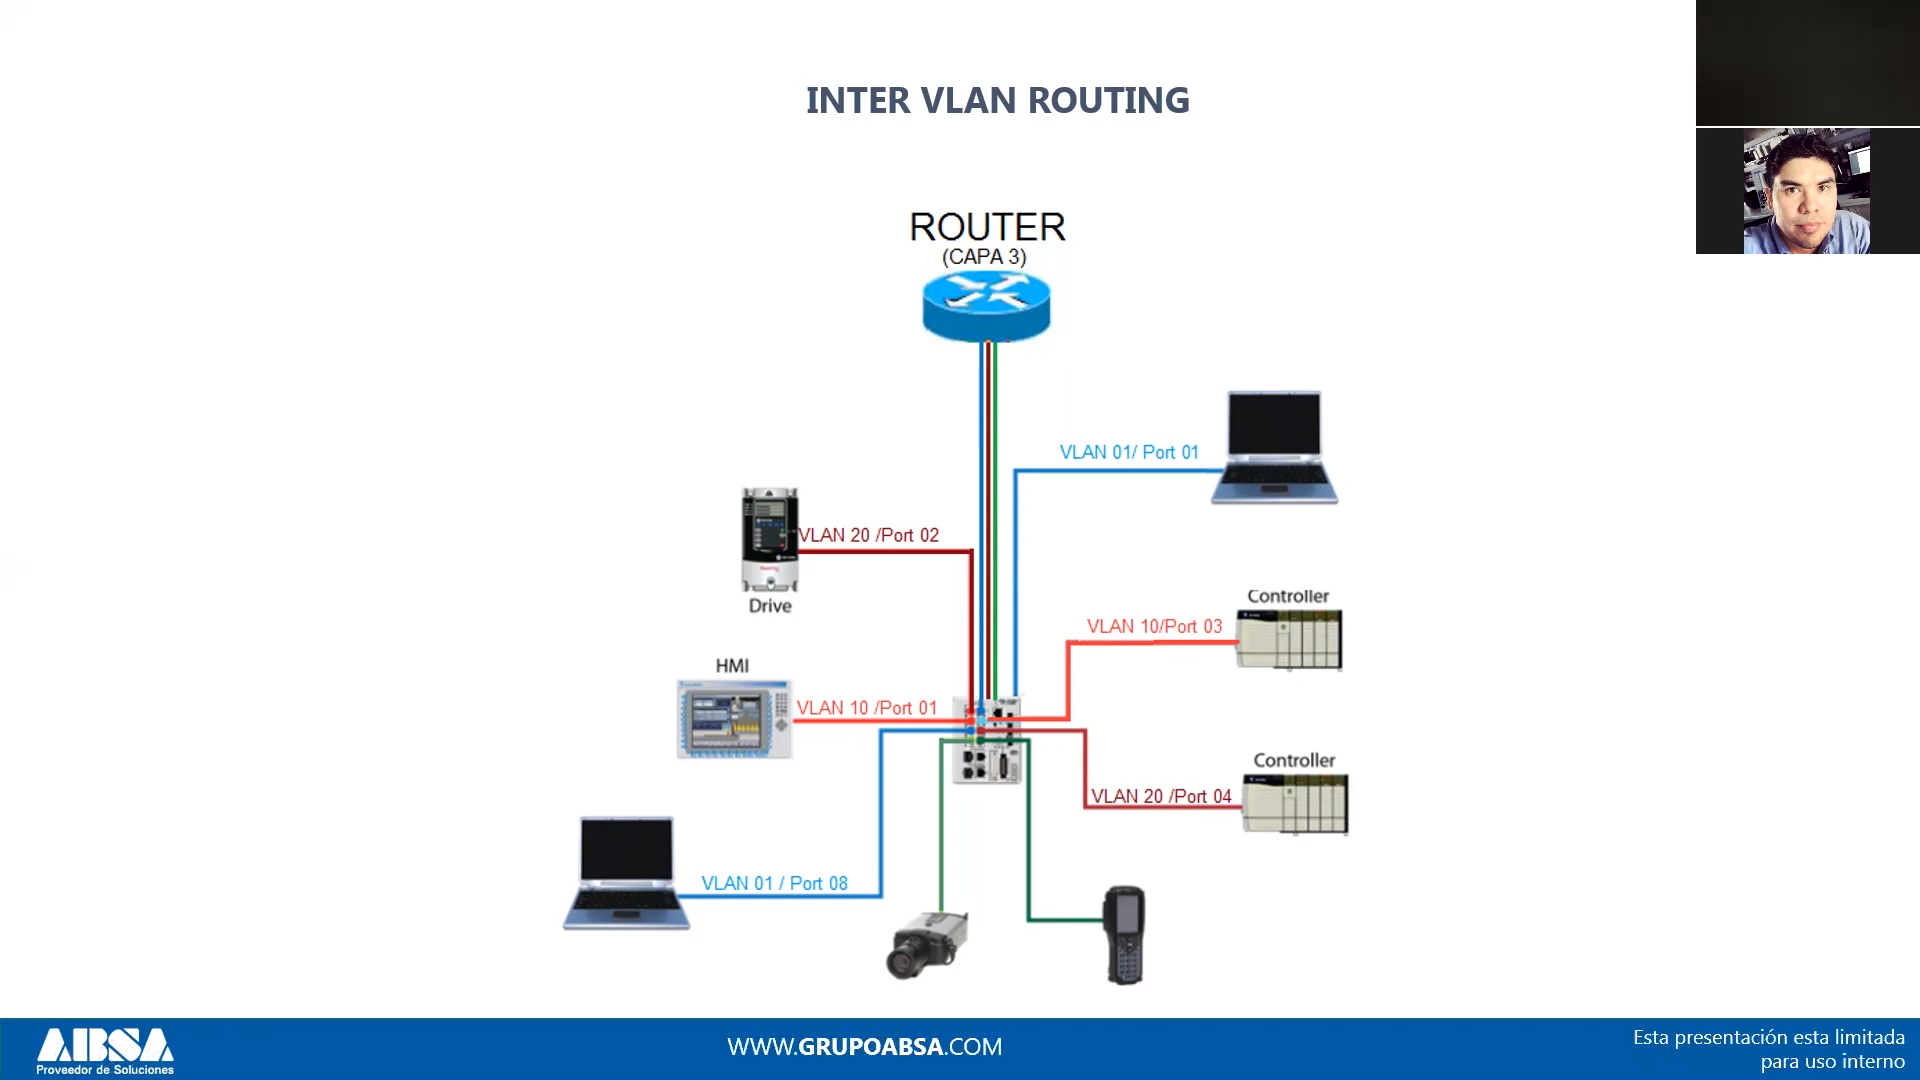 INTER VLAN ROUTING
ROUTER
(CAPA 3)
VLAN 01/ Port 01
VLAN 20 /Port 02
Drive
Controller
VLAN 10/Port 03
HMI
VLAN 10 /Port 01
Controller
VLAN 20 /Port 04
VLAN 01 / Port 08
ABSA
Proveedor de Soluciones
WWW.GRUPOABSA.COM
Esta presentación esta limitada
para uso interno